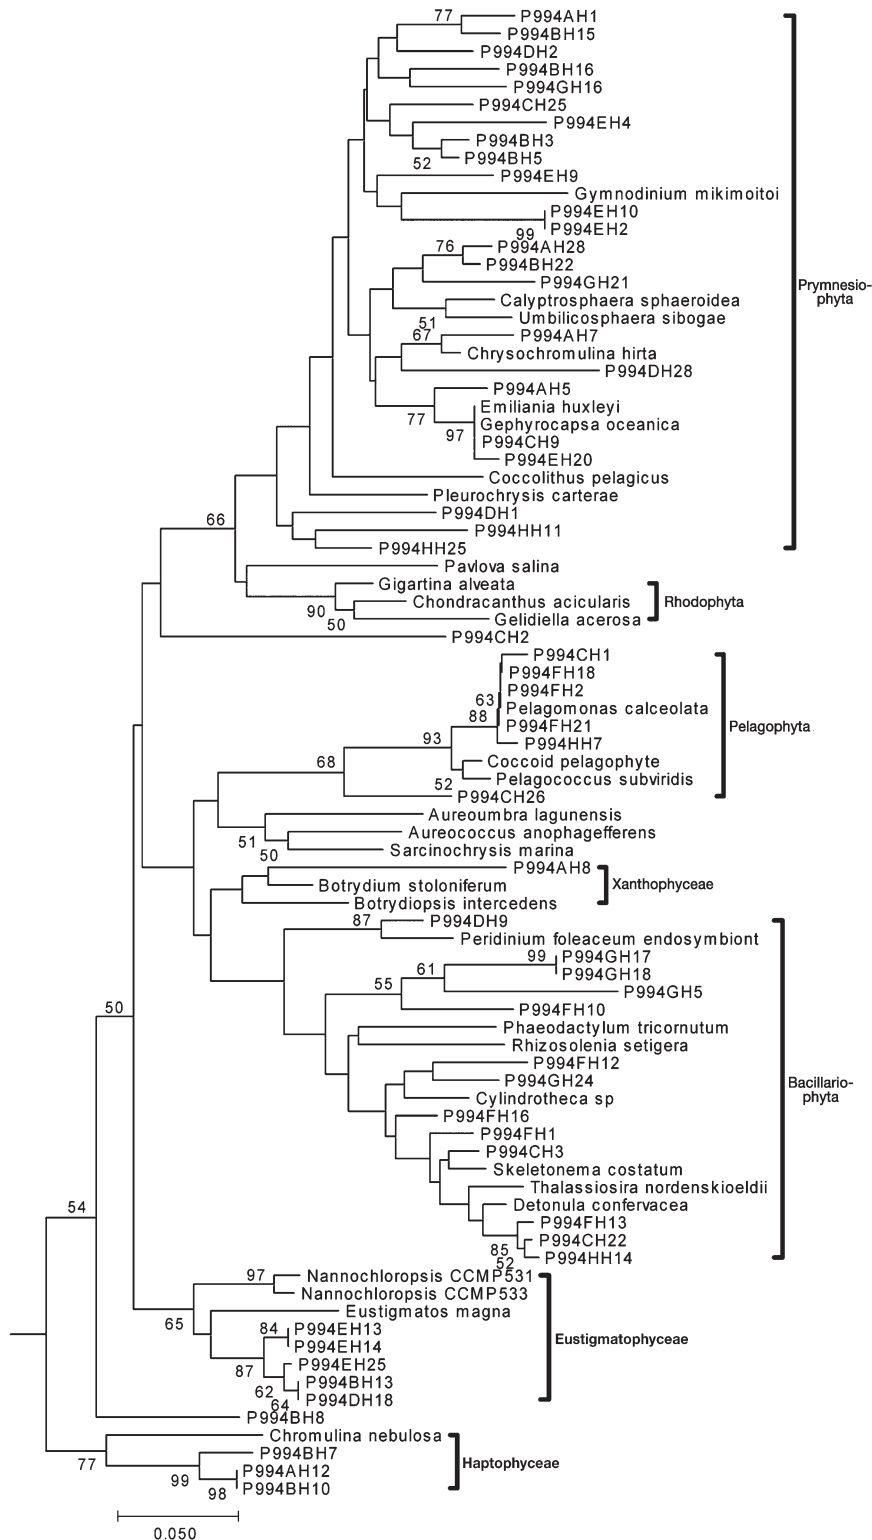 77
P994AH1
P994BH15
P994DH2
P994BH16
P994GH16
P994CH25
P994EH4
P994BH3
P994BH5
52
P994EH9
Gymnodinium mikimoitoi
P994EH10
P994EH2
99
76
P994AH28
P994BH22
P994GH21
Calyptrosphaera sphaeroidea
Umbilicosphaera sibogae
51
67
P994AH7
Chrysochromulina hirta
P994DH28
P994AH5
77
Emiliania huxleyi
Gephyrocapsa oceanica
97
P994CH9
P994EH20
Coccolithus pelagicus
Pleurochrysis carterae
P994DH1
66
P994HH11
P994HH25
Prymnesio-
phyta
Pavlova salina
Gigartina alveata
90
Chondracanthus acicularis
50
Gelidiella acerosa
Rhodophyta
P994CH2
P994CH1
P994FH18
P994FH2
63
Pelagomonas calceolata
88
P994FH21
93
P994HH7
68
Coccoid pelagophyte
52
Pelagococcus subviridis
P994CH26
Pelagophyta
Aureoumbra lagunensis
Aureococcus anophagefferens
51
50
Sarcinochrysis marina
P994AH8
Botrydium stoloniferum
Botrydiopsis intercedens
Xanthophyceae
87
P994DH9
Peridinium foleaceum endosymbiont
99
P994GH17
P994GH18
61
55
P994GH5
P994FH10
Phaeodactylum tricornutum
Rhizosolenia setigera
P994FH12
P994GH24
Cylindrotheca sp
P994FH16
P994FH1
P994CH3
Skeletonema costatum
Thalassiosira nordenskioeldii
Detonula confervacea
P994FH13
P994CH22
85
P994HH14
52
Bacillario-
phyta
50
54
97
Nannochloropsis CCMP531
Nannochloropsis CCMP533
Eustigmatos magna
65
84
P994EH13
P994EH14
87
P994EH25
62
P994BH13
64
P994DH18
Eustigmatophyceae
P994BH8
Chromulina nebulosa
77
P994BH7
99
P994AH12
98
P994BH10
Haptophyceae
0.050